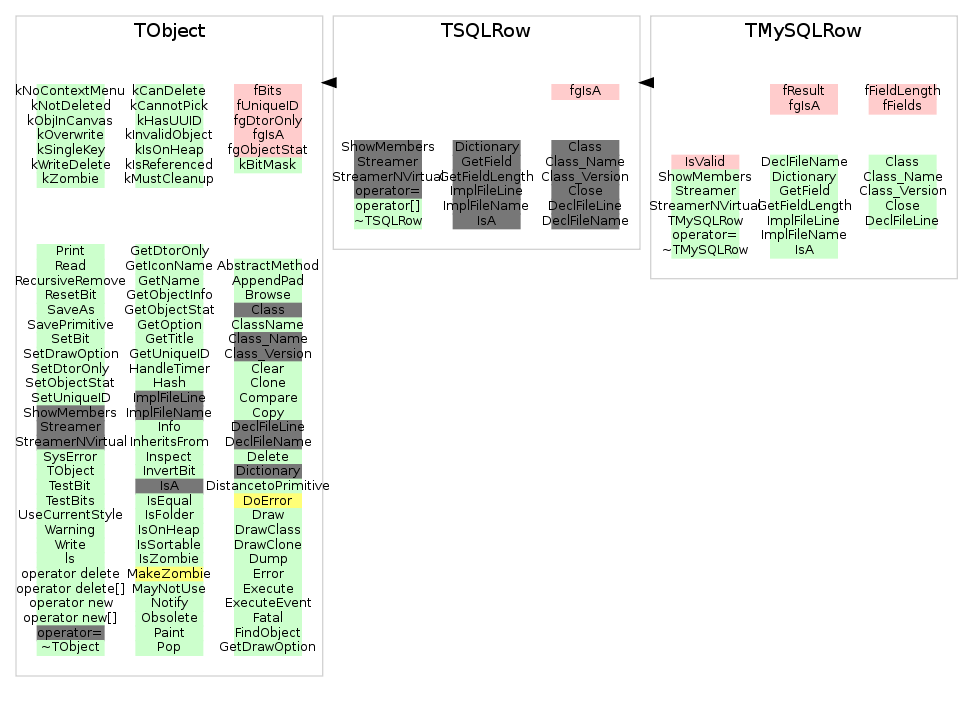 TObject
kNoContextMenu
kNotDeleted
kObjInCanvas
kOverwrite
kSingleKey
kWriteDelete
kZombie
kCanDelete
kCannotPick
kHasUUID
kInvalidObject
kIsOnHeap
kIsReferenced
kMustCleanup
fBits
fUniqueID
fgDtorOnly
fgIsA
fgObjectStat
kBitMask
Print
Read
RecursiveRemove
ResetBit
SaveAs
SavePrimitive
SetBit
SetDrawOption
SetDtorOnly
SetObjectStat
SetUniqueID
ShowMembers
Streamer
StreamerNVirtual
SysError
TObject
TestBit
TestBits
UseCurrentStyle
Warning
Write
ls
operator delete
operator delete[]
operator new
operator new[]
operator=
~TObject
GetDtorOnly
GetIconName
GetName
GetObjectInfo
GetObjectStat
GetOption
GetTitle
GetUniqueID
HandleTimer
Hash
ImplFileLine
ImplFileName
Info
InheritsFrom
Inspect
InvertBit
IsA
IsEqual
IsFolder
IsOnHeap
IsSortable
IsZombie
MakeZombie
MayNotUse
Notify
Obsolete
Paint
Pop
AbstractMethod
AppendPad
Browse
Class
ClassName
Class_Name
Class_Version
Clear
Clone
Compare
Copy
DeclFileLine
DeclFileName
Delete
Dictionary
DistancetoPrimitive
DoError
Draw
DrawClass
DrawClone
Dump
Error
Execute
ExecuteEvent
Fatal
FindObject
GetDrawOption
TSQLRow
fgIsA
ShowMembers
Streamer
StreamerNVirtual
operator=
operator[]
~TSQLRow
Dictionary
GetField
GetFieldLength
ImplFileLine
ImplFileName
IsA
Class
Class_Name
Class_Version
Close
DeclFileLine
DeclFileName
TMySQLRow
fResult
fgIsA
fFieldLength
fFields
IsValid
ShowMembers
Streamer
StreamerNVirtual
TMySQLRow
operator=
~TMySQLRow
DeclFileName
Dictionary
GetField
GetFieldLength
ImplFileLine
ImplFileName
IsA
Class
Class_Name
Class_Version
Close
DeclFileLine